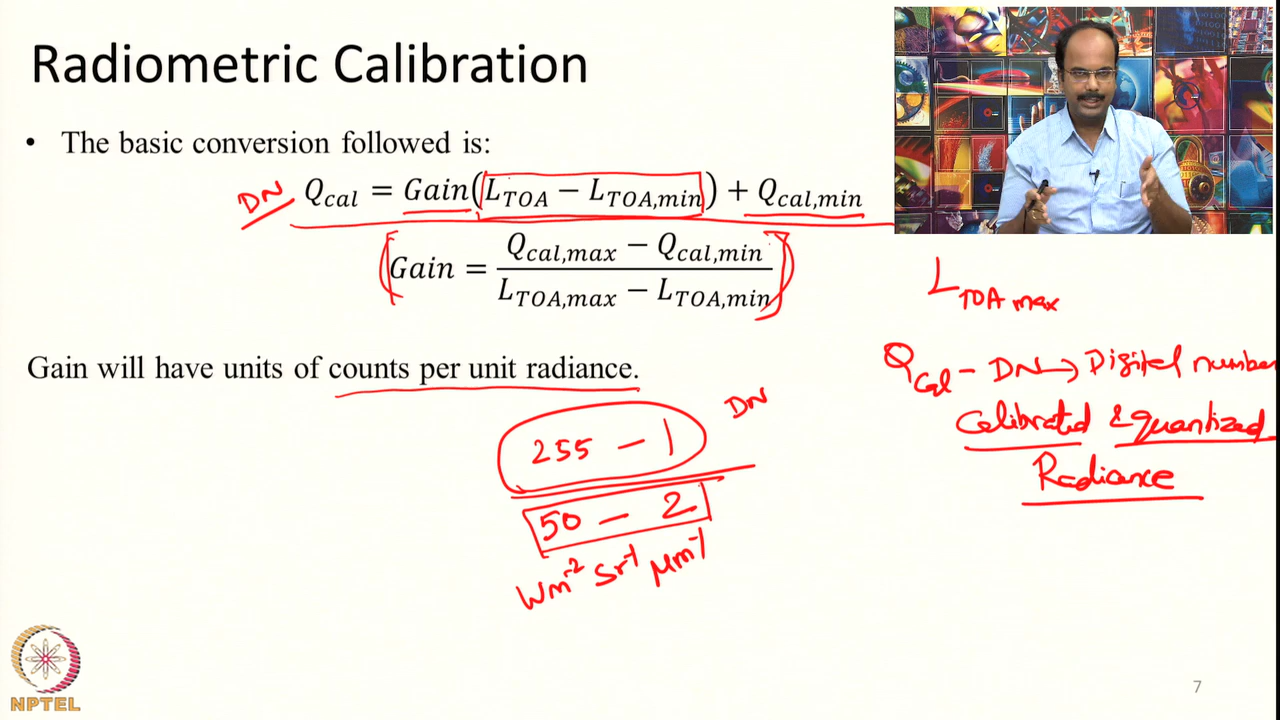 Radiometric Calibration
• The basic conversion followed is:
DN Q_cal = Gain(L_TOA − L_TOA,min) + Q_cal,min
Gain = (Q_cal,max − Q_cal,min) / (L_TOA,max − L_TOA,min)
L_TOA max
Gain will have units of counts per unit radiance.
Q_Cal - DN → Digital number
Calibrated & quantized
Radiance
DN
255 - 1
50 - 2
Wm⁻² Sr⁻¹ μm⁻¹
NPTEL
7